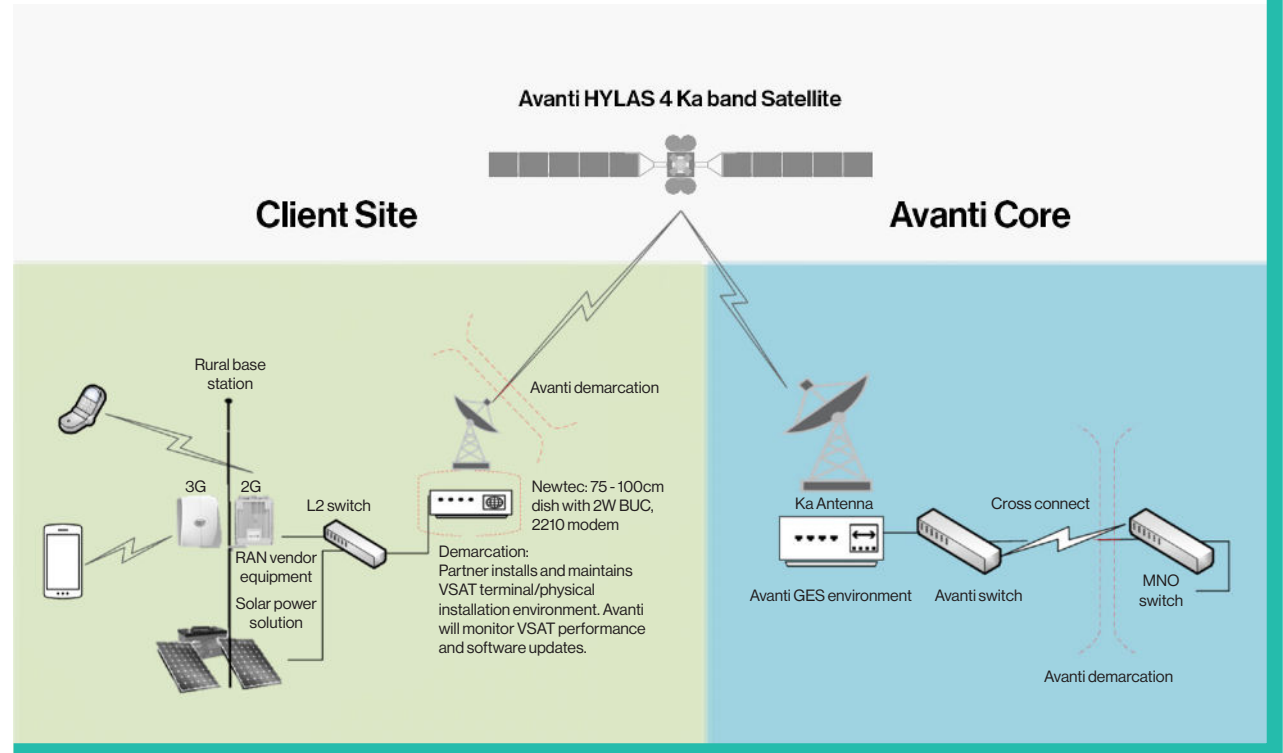 Avanti HYLAS 4 Ka band Satellite
Client Site
Avanti Core
Rural base
station
Avanti demarcation
3G
2G
L2 switch
Newtec: 75 - 100cm
dish with 2W BUC,
2210 modem
RAN vendor
equipment
Solar power
solution
Demarcation:
Partner installs and maintains
VSAT terminal/physical
installation environment. Avanti
will monitor VSAT performance
and software updates.
Ka Antenna
Cross connect
Avanti GES environment
Avanti switch
MNO
switch
Avanti demarcation